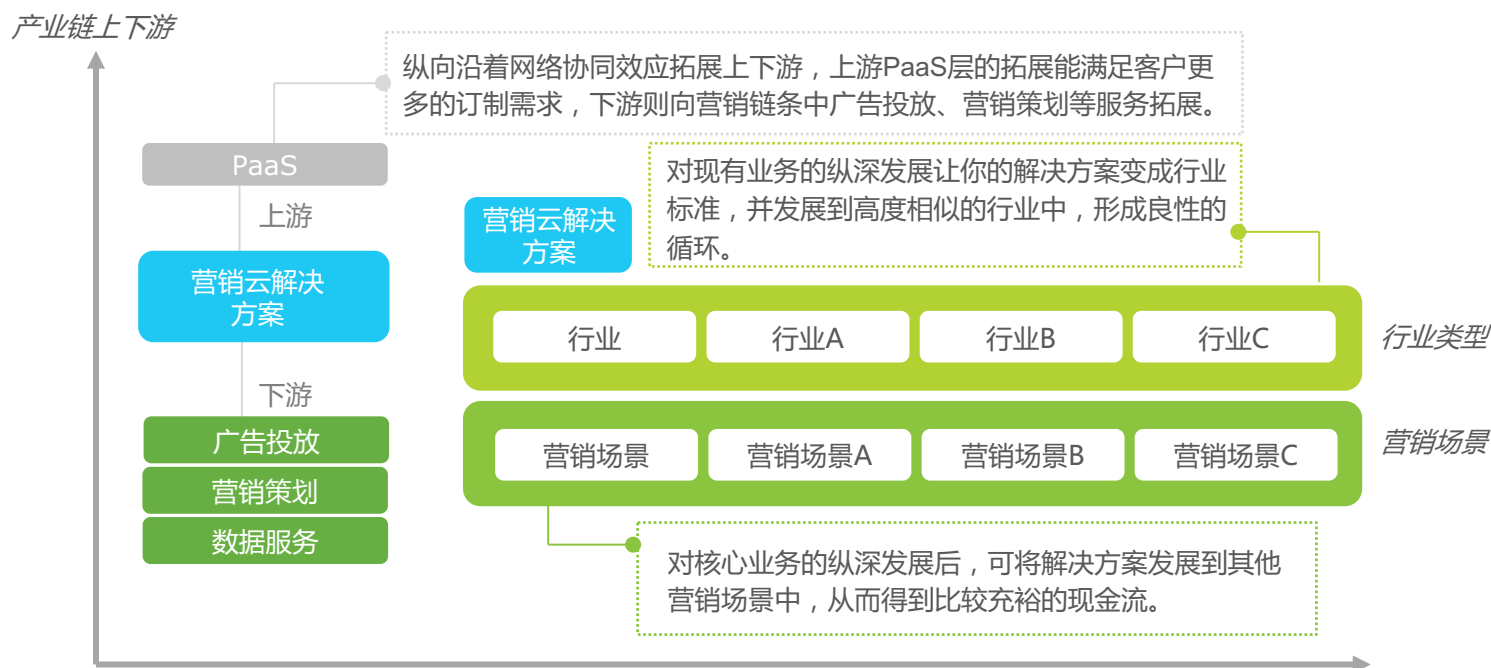 产业链上下游
纵向沿着网络协同效应拓展上下游，上游PaaS层的拓展能满足客户更
多的订制需求，下游则向营销链条中广告投放、营销策划等服务拓展。
PaaS
上游
营销云解决
方案
下游
广告投放
营销策划
数据服务
对现有业务的纵深发展让你的解决方案变成行业
标准，并发展到高度相似的行业中，形成良性的
循环。
营销云解决
方案
行业
行业A
行业B
行业C
行业类型
营销场景
营销场景A
营销场景B
营销场景C
营销场景
对核心业务的纵深发展后，可将解决方案发展到其他
营销场景中，从而得到比较充裕的现金流。